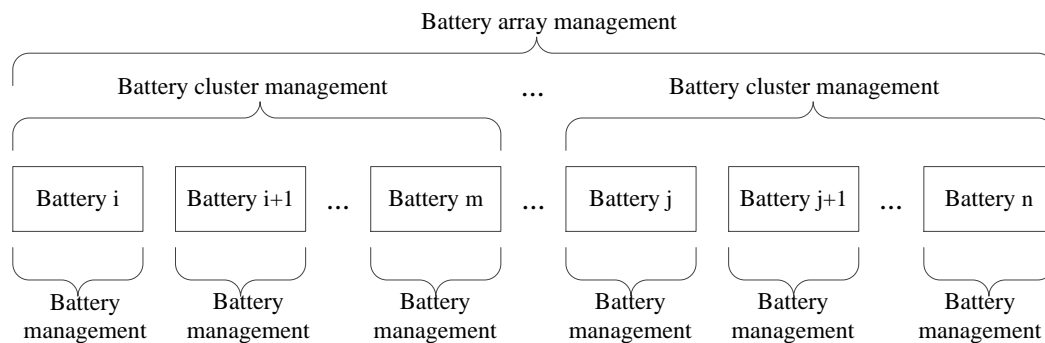 Battery array management
Battery cluster management ... Battery cluster management
Battery i Battery i+1 ... Battery m ... Battery j Battery j+1 ... Battery n
Battery Battery Battery Battery Battery Battery
management management management management management management